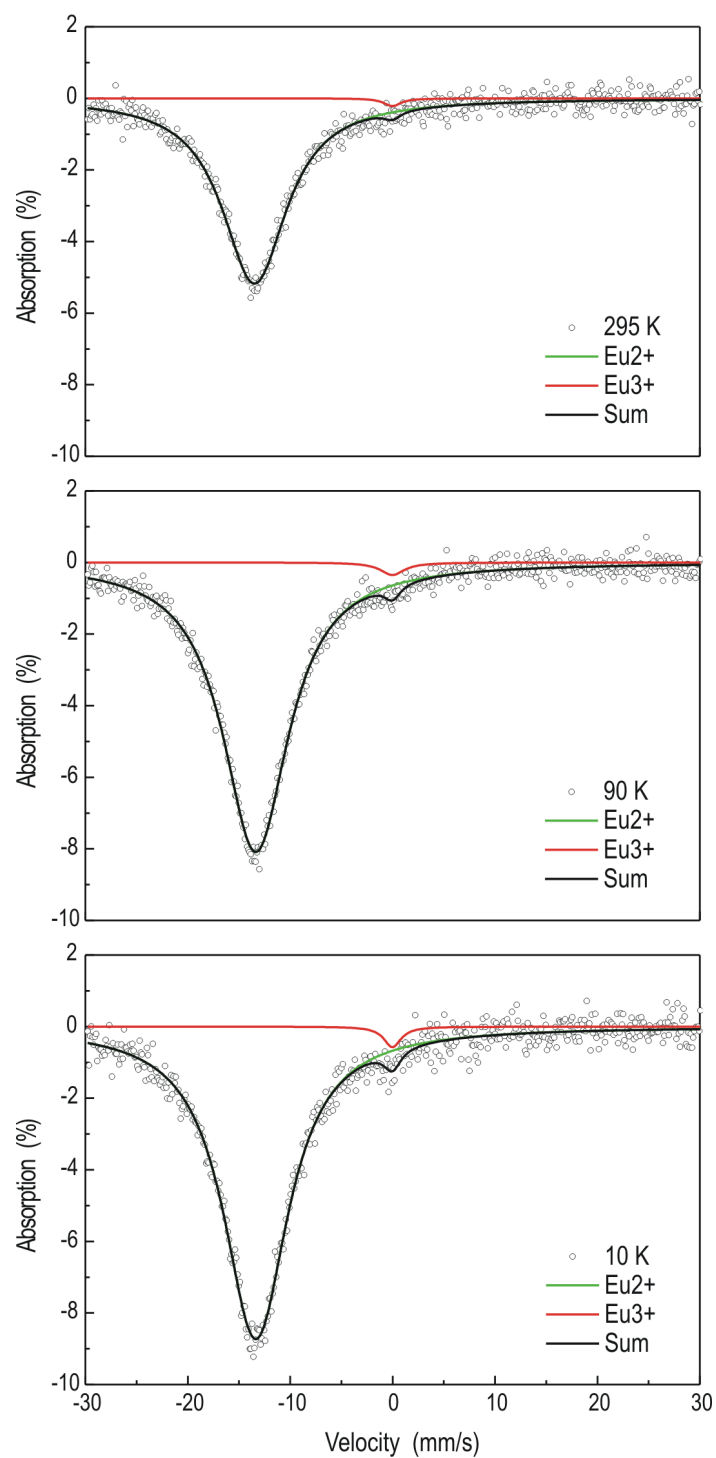 2
0
-2
-4
-6
-8
-10
Absorption (%)
295 K
Eu2+
Eu3+
Sum
2
0
-2
-4
-6
-8
-10
Absorption (%)
90 K
Eu2+
Eu3+
Sum
2
0
-2
-4
-6
-8
-10
Absorption (%)
10 K
Eu2+
Eu3+
Sum
-30 -20 -10 0 10 20 30
Velocity (mm/s)